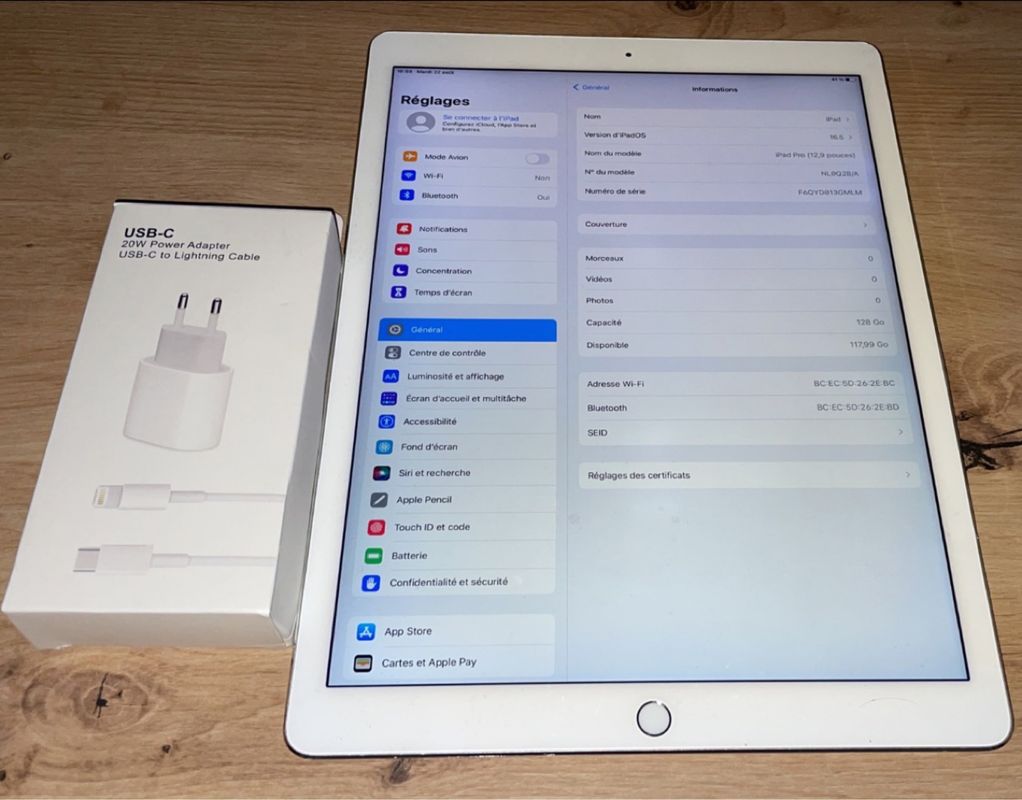 USB-C
20W Power Adapter
USB-C to Lightning Cable
Mardi 22 août
41 %
Réglages
Se connecter à l'iPad
Configurez iCloud, l'App Store et
bien d'autres.
Mode Avion
Wi-Fi Non
Bluetooth Oui
Notifications
Sons
Concentration
Temps d'écran
Général
Centre de contrôle
AA Luminosité et affichage
Écran d'accueil et multitâche
Accessibilité
Fond d'écran
Siri et recherche
Apple Pencil
Touch ID et code
Batterie
Confidentialité et sécurité
App Store
Cartes et Apple Pay
Général
Informations
Nom iPad
Version d'iPadOS 16.5
Nom du modèle iPad Pro (12,9 pouces)
N° du modèle NL0Q2B/A
Numéro de série
Couverture
Morceaux 0
Vidéos 0
Photos 0
Capacité 128 Go
Disponible 117,99 Go
Adresse Wi-Fi BC:EC:5D:26:2E:BC
Bluetooth BC:EC:5D:26:2E:BD
SEID
Réglages des certificats